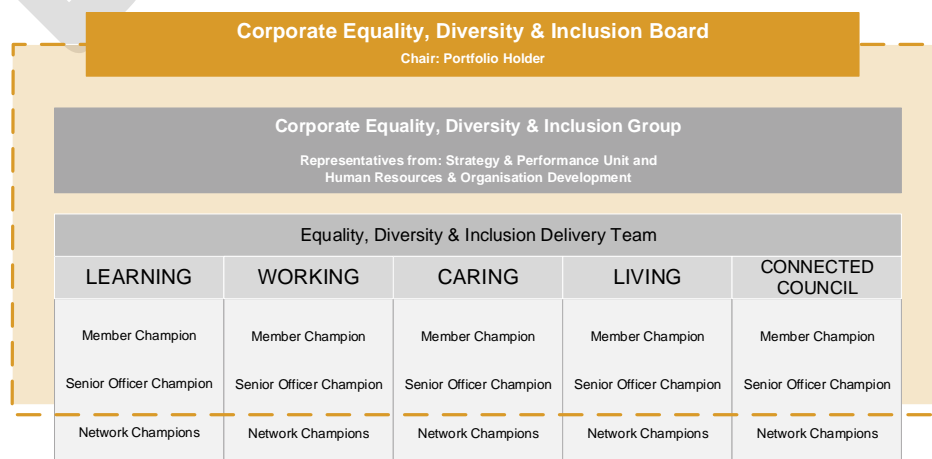 Corporate Equality, Diversity & Inclusion Board
Chair: Portfolio Holder
Corporate Equality, Diversity & Inclusion Group
Representatives from: Strategy & Performance Unit and
Human Resources & Organisation Development
Equality, Diversity & Inclusion Delivery Team
LEARNING WORKING CARING LIVING CONNECTED
COUNCIL
Member Champion Member Champion Member Champion Member Champion Member Champion
Senior Officer Champion Senior Officer Champion Senior Officer Champion Senior Officer Champion Senior Officer Champion
Network Champions Network Champions Network Champions Network Champions Network Champions